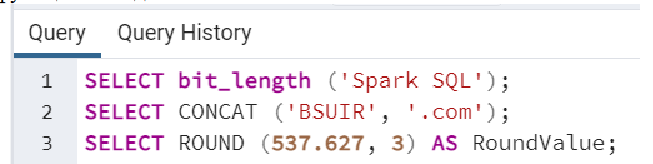 Query Query History
1 SELECT bit_length ('Spark SQL');
2 SELECT CONCAT ('BSUIR', '.com');
3 SELECT ROUND (537.627, 3) AS RoundValue;